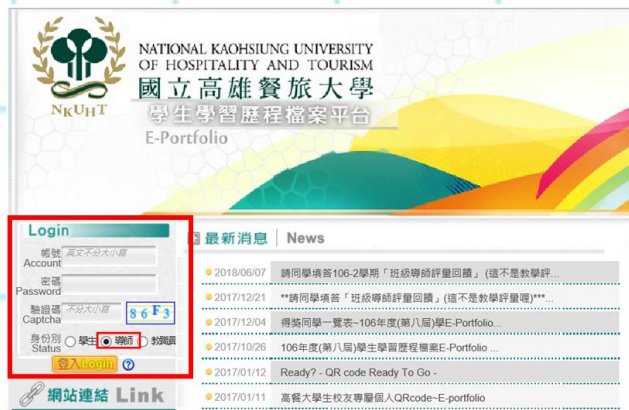 NATIONAL KAOHSIUNG UNIVERSITY
OF HOSPITALITY AND TOURISM
國立高雄餐旅大學
NKUHT
學生學習歷程檔案平台
E-Portfolio
Login
帳號 英文不分大小寫
Account
密碼
Password
驗證碼 不分大小寫 86F3
Captcha
身份別 學生 導師 教職員
Status
登入Login
網站連結 Link
最新消息 News
2018/06/07 請同學填答106-2學期「班級導師評量回饋」(這不是教學評...
2017/12/21 **請同學填答「班級導師評量回饋」(這不是教學評量喔)***...
2017/12/04 得獎同學一覽表~106年度(第八屆)學E-Portfolio...
2017/10/26 106年度(第八屆)學生學習歷程檔案E-Portfolio ...
2017/01/12 Ready? - QR code Ready To Go -
2017/01/11 高餐大學生校友專屬個人QRcode~E-portfolio